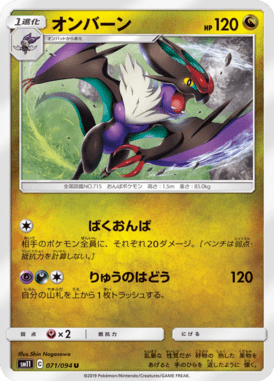 1進化
オンバーン
HP 120
オンバットから進化
全国図鑑NO.715 おんぱポケモン 高さ:1.5m 重さ:85.0kg
ばくおんぱ
相手のポケモン全員に、それぞれ20ダメージ。[ベンチは弱点・
抵抗力を計算しない。]
りゅうのはどう 120
自分の山札を上から1枚トラッシュする。
弱点 ×2 抵抗力 にげる
Illus.Shin Nagasawa
sm11 C 071/094 U
©2019 Pokémon/Nintendo/Creatures/GAME FREAK.